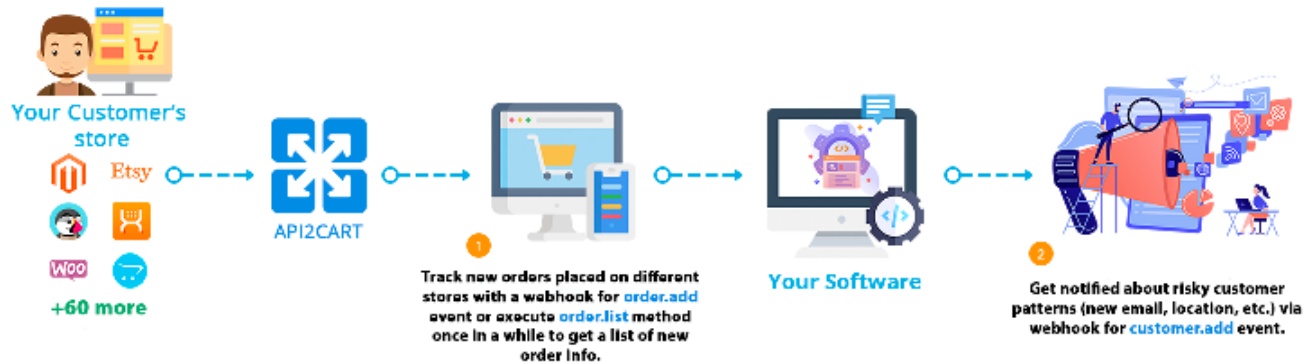 Your Customer's
store
Etsy
Woo
+60 more
API2CART
1
Track new orders placed on different
stores with a webhook for order.add
event or execute order.list method
once in a while to get a list of new
order info.
</>
Your Software
2
Get notified about risky customer
patterns (new email, location, etc.) via
webhook for customer.add event.